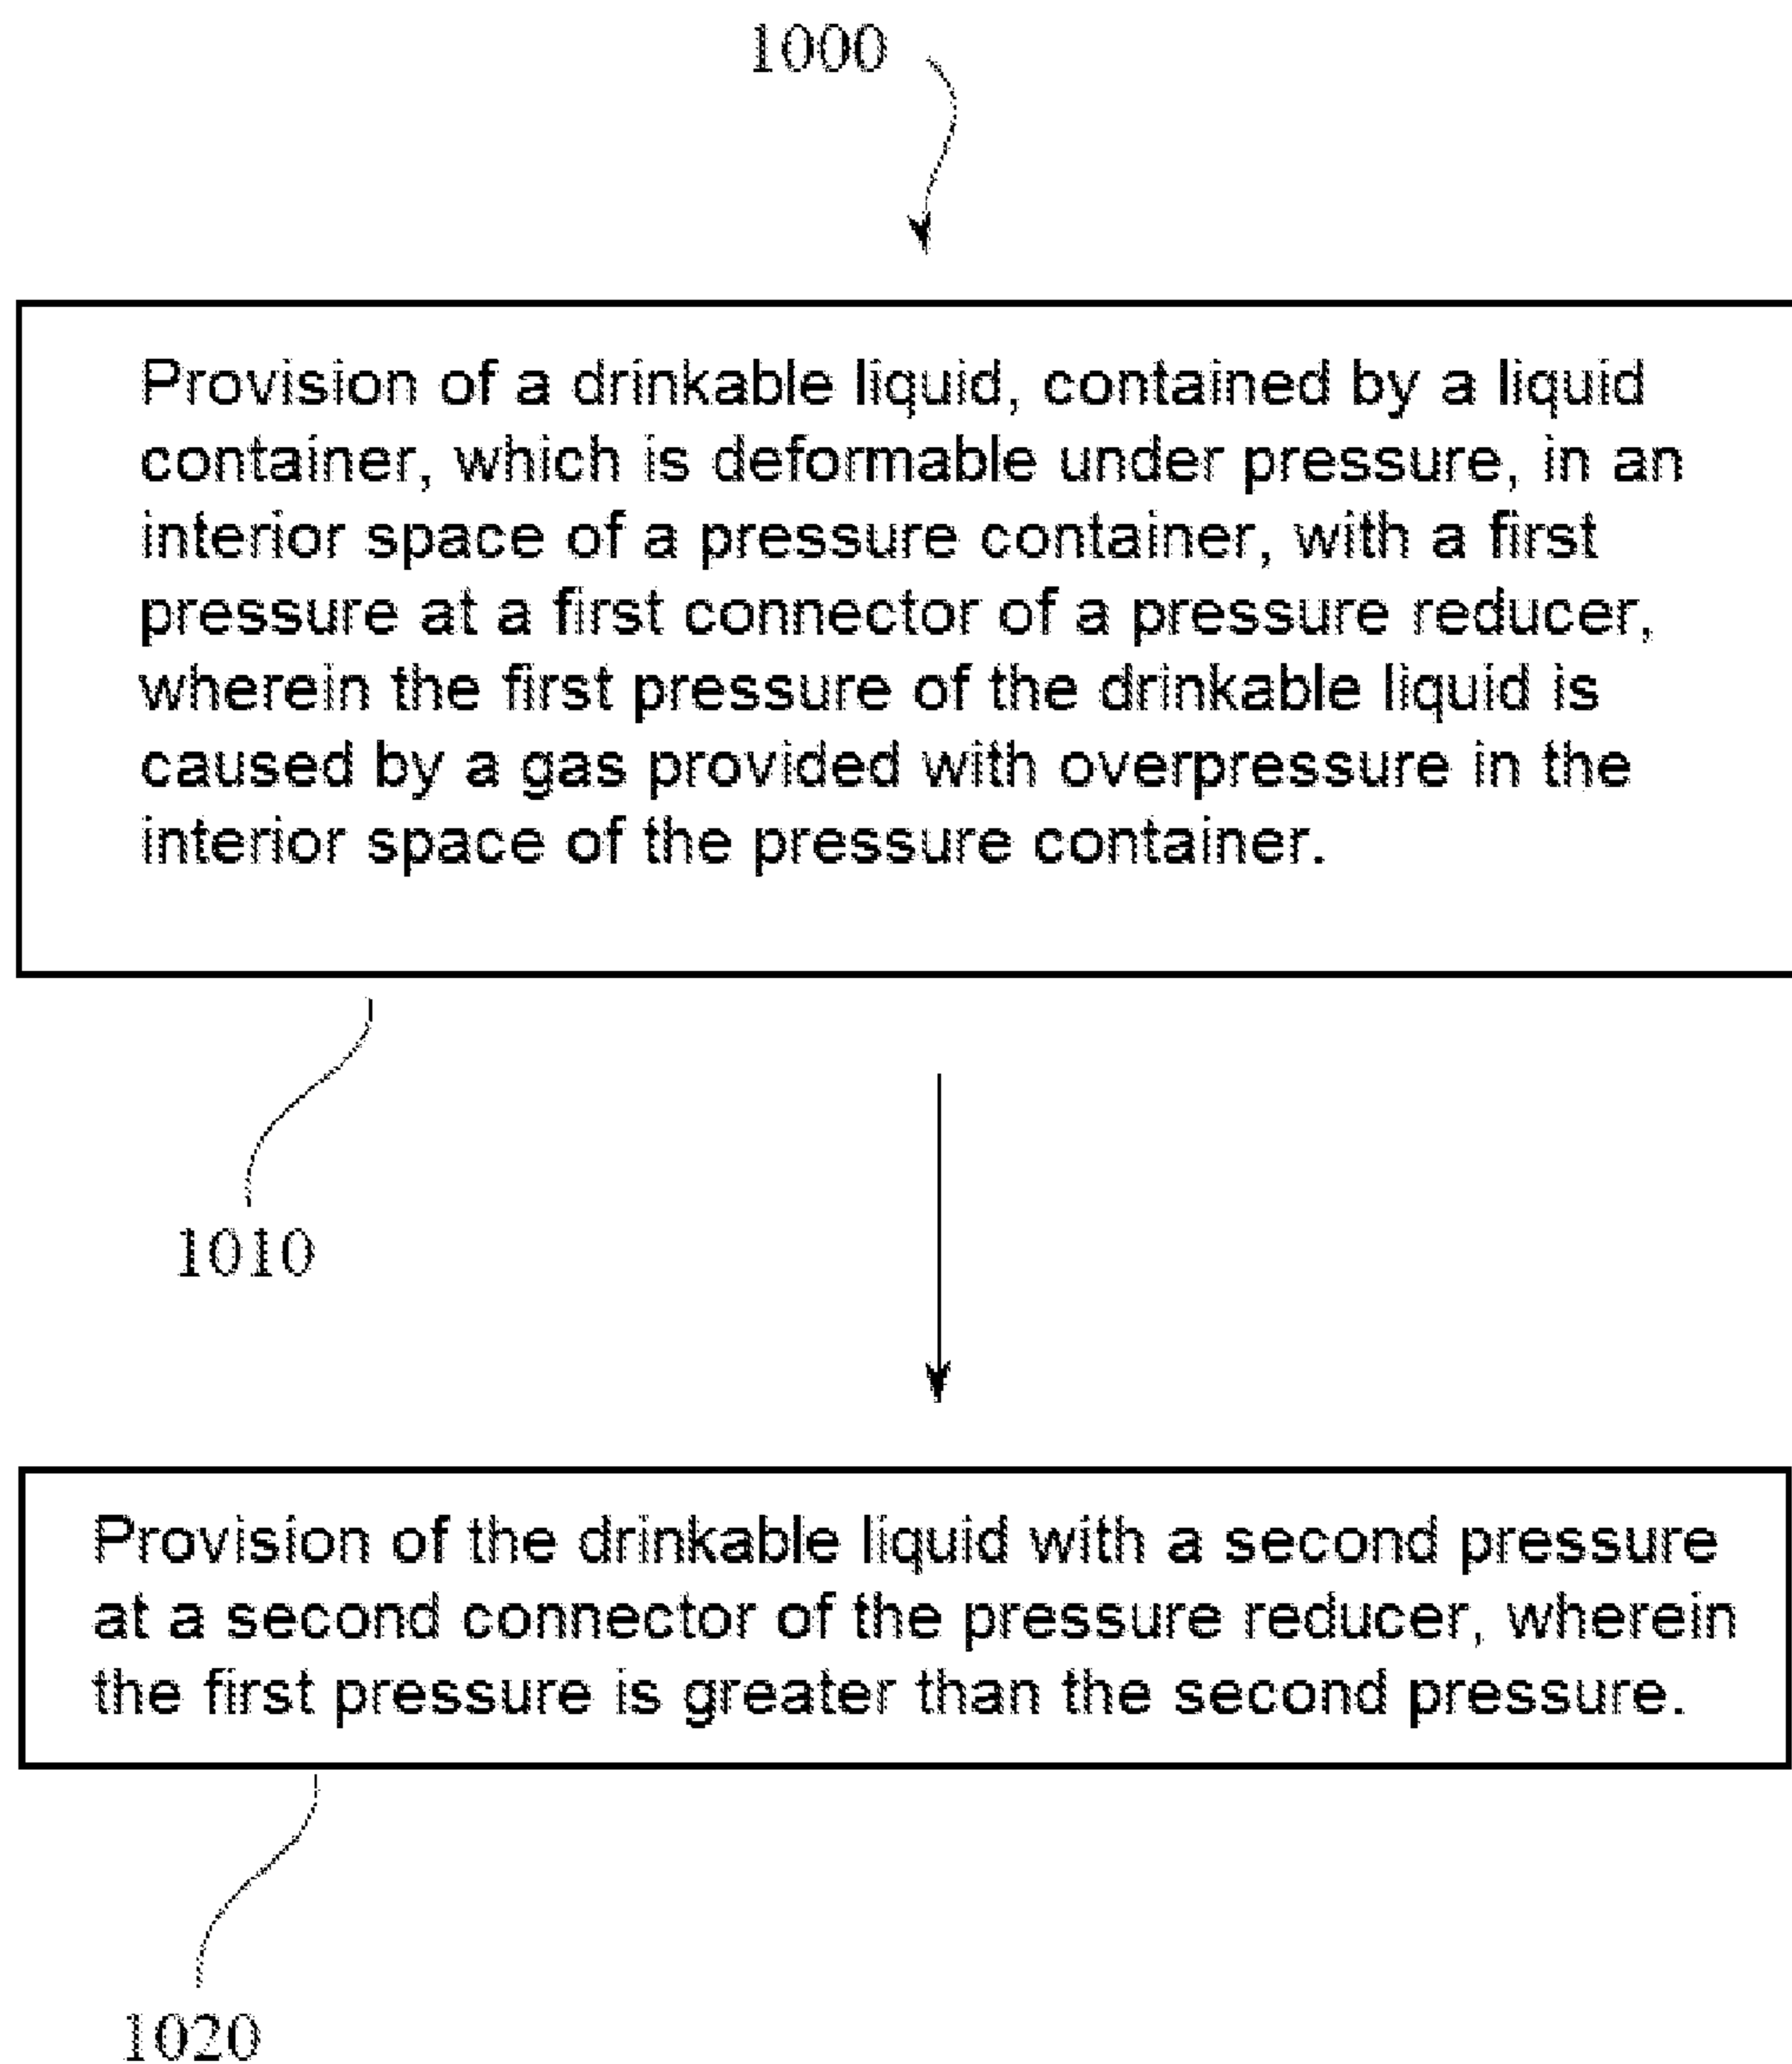 1000
Provision of a drinkable liquid, contained by a liquid
container, which is deformable under pressure, in an
interior space of a pressure container, with a first
pressure at a first connector of a pressure reducer,
wherein the first pressure of the drinkable liquid is
caused by a gas provided with overpressure in the
interior space of the pressure container.
1010
Provision of the drinkable liquid with a second pressure
at a second connector of the pressure reducer, wherein
the first pressure is greater than the second pressure.
1020